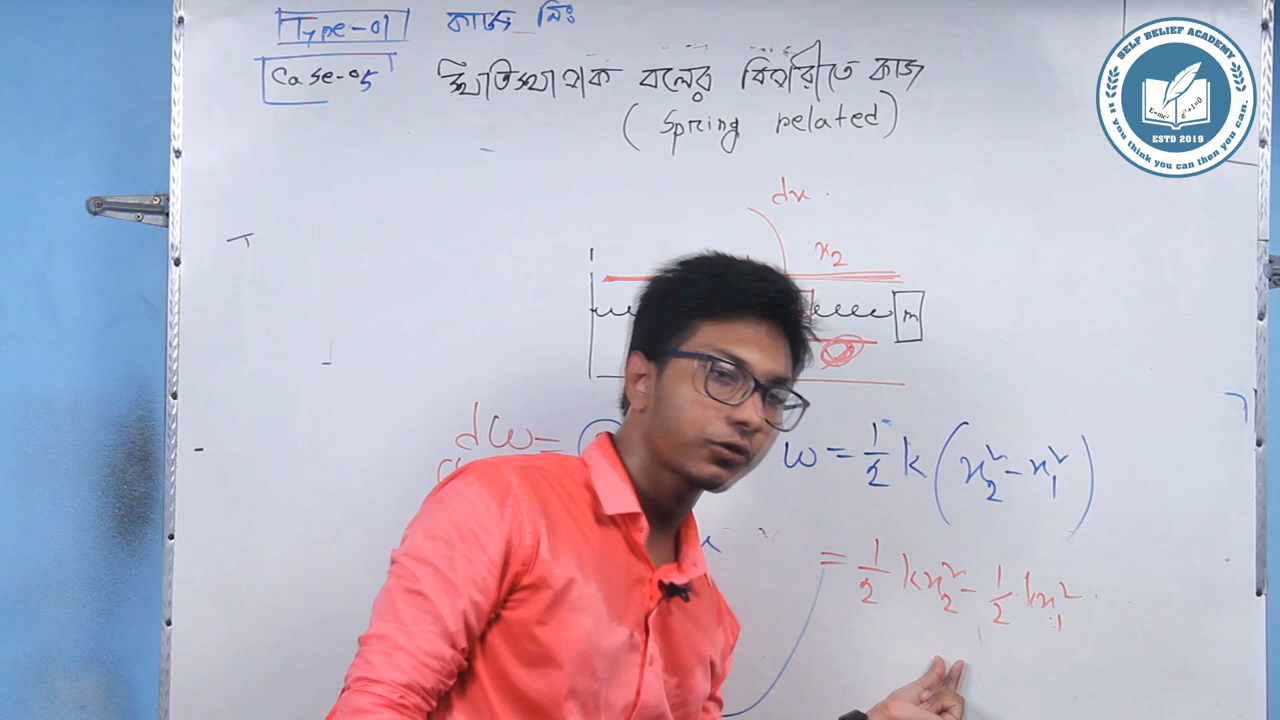 Type-01 কাজ নিঃ
Case-05 স্থিতিস্থাপক বলের বিপরীতে কাজ
(Spring related)
dx
x₂
m
dw=
w = 1/2 k (x₂² - x₁²)
= 1/2 kx₂² - 1/2 kx₁²
SELF BELIEF ACADEMY
E=mc²
ESTD 2019
If you think you can then you can.